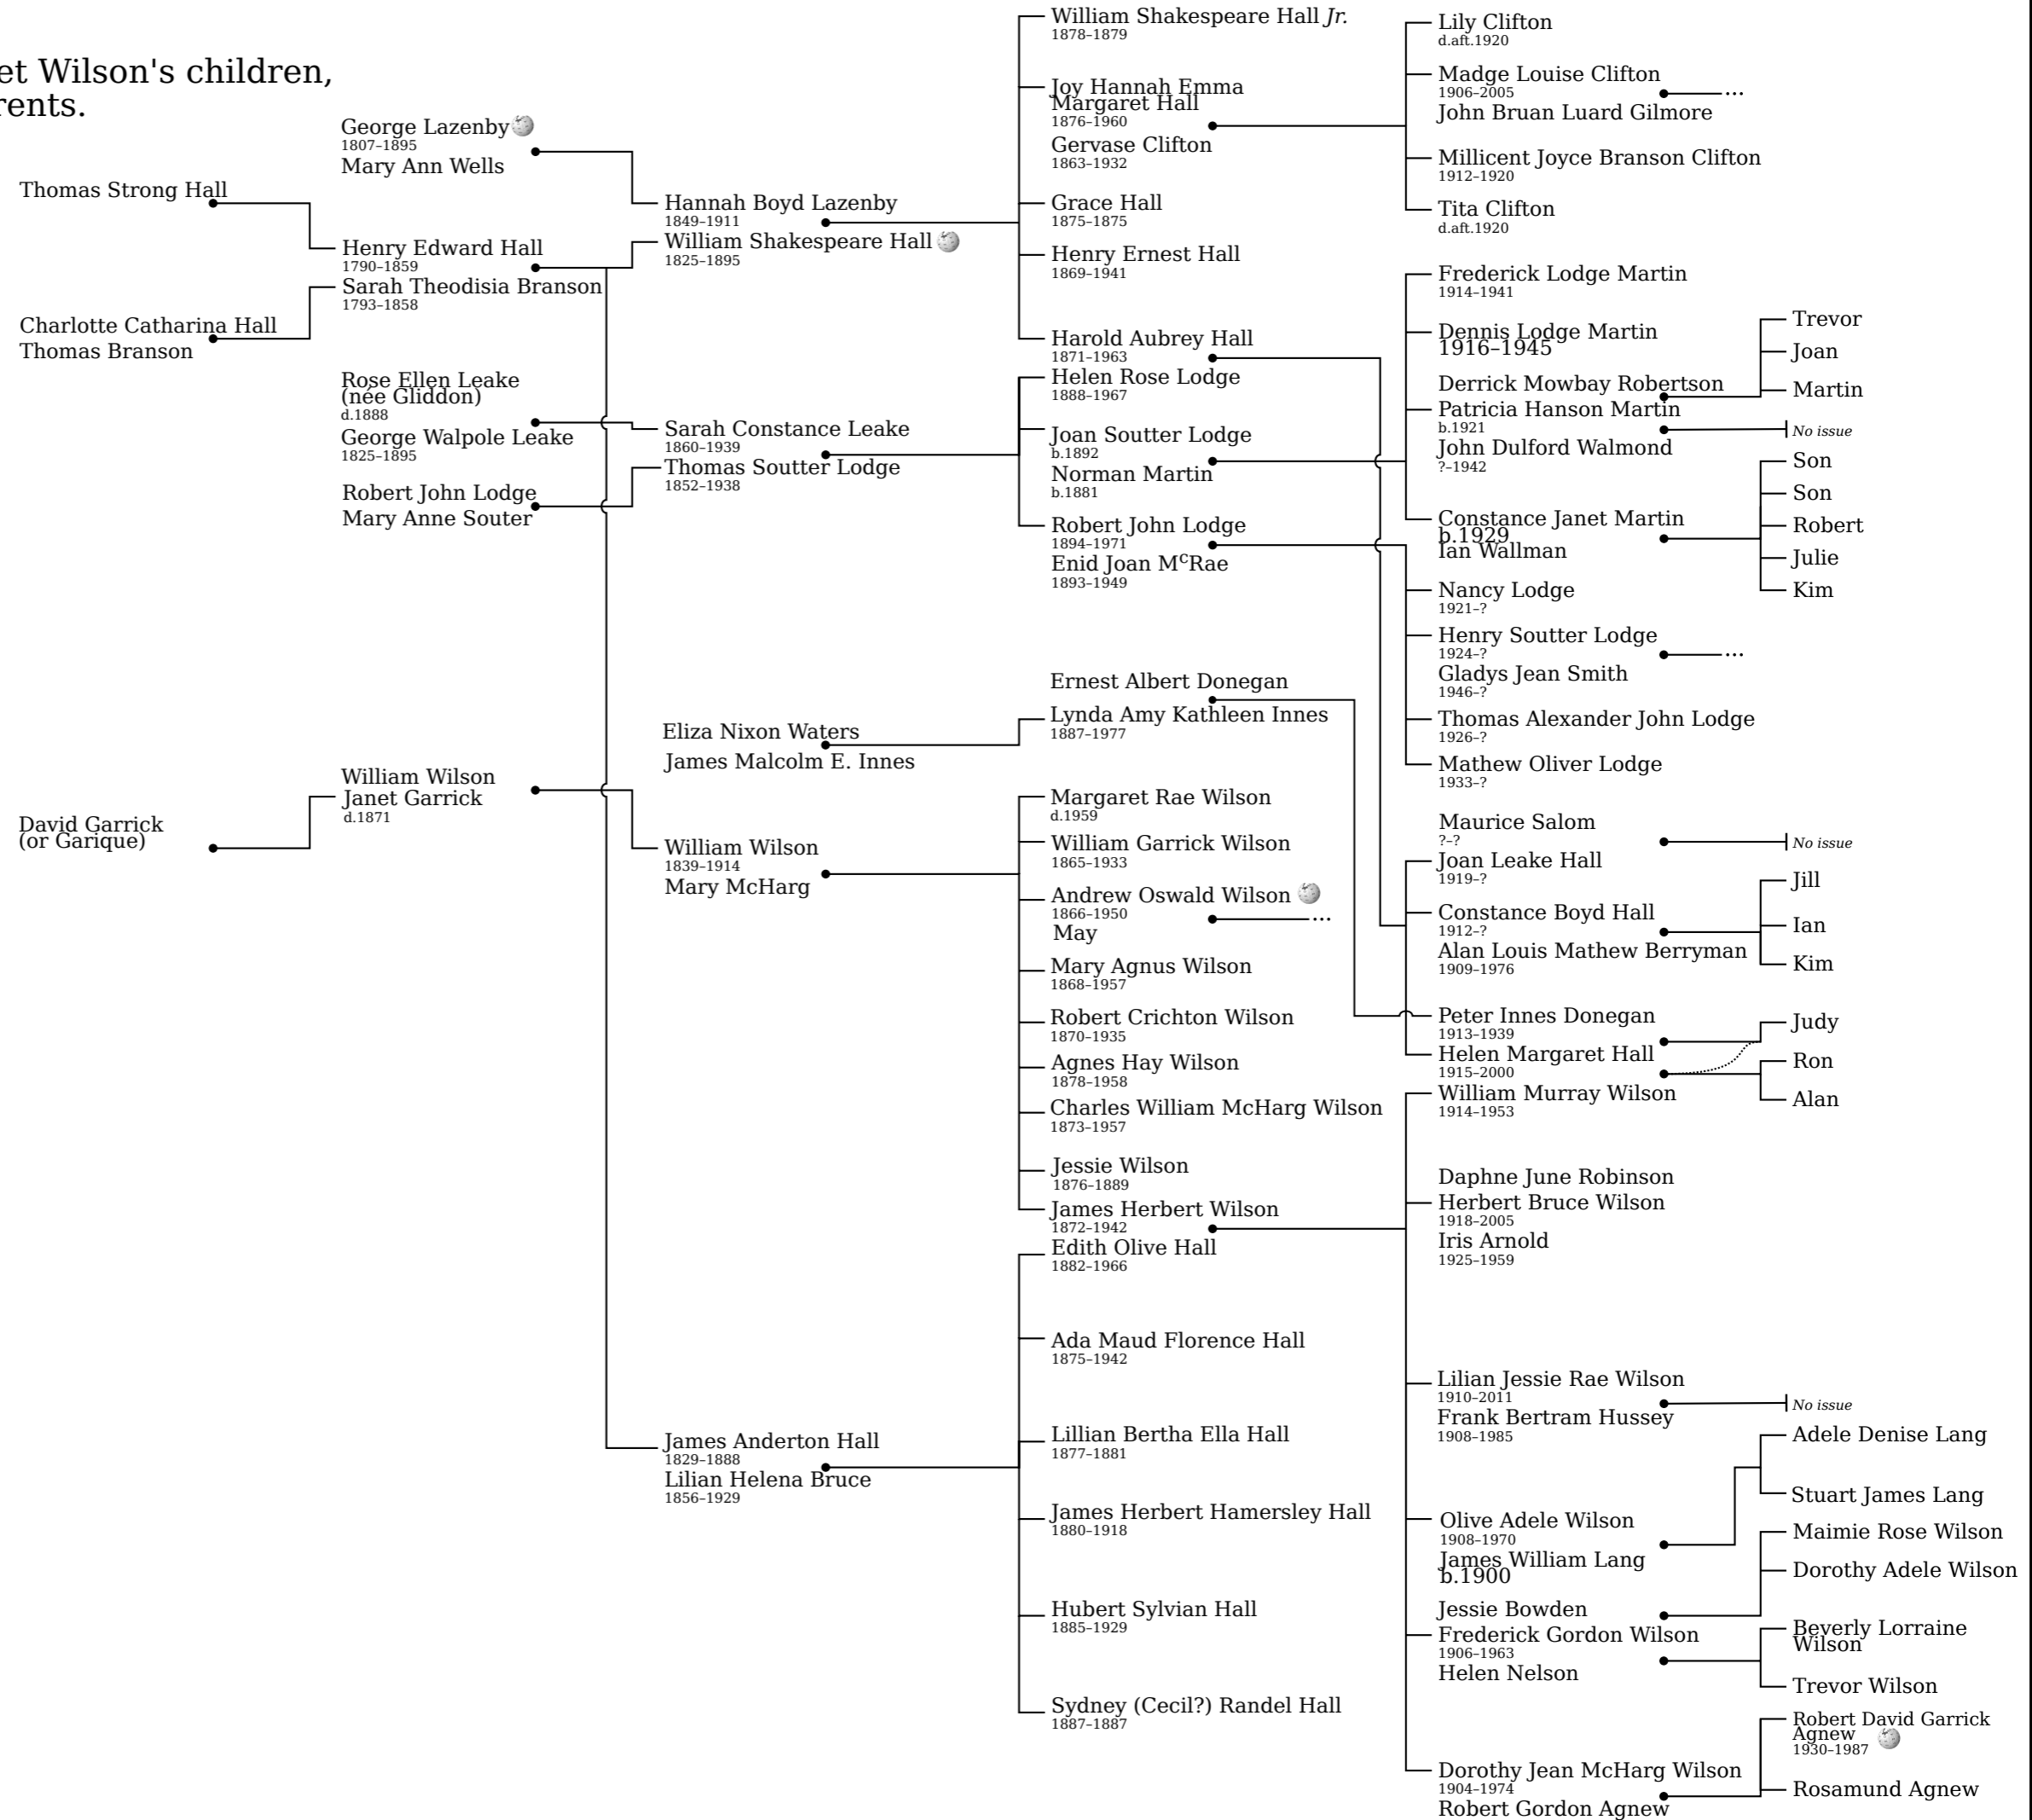 et Wilson's children,
rents.
Thomas Strong Hall
Charlotte Catharina Hall
Thomas Branson
David Garrick
(or Garique)
George Lazenby
1807–1895
Mary Ann Wells
Henry Edward Hall
1790–1859
Sarah Theodisia Branson
1793–1858
Rose Ellen Leake
(née Gliddon)
d.1888
George Walpole Leake
1825–1895
Robert John Lodge
Mary Anne Souter
William Wilson
Janet Garrick
d.1871
Hannah Boyd Lazenby
1849–1911
William Shakespeare Hall
1825–1895
Sarah Constance Leake
1860–1939
Thomas Soutter Lodge
1852–1938
Eliza Nixon Waters
James Malcolm E. Innes
William Wilson
1839–1914
Mary McHarg
James Anderton Hall
1829–1888
Lilian Helena Bruce
1856–1929
William Shakespeare Hall Jr.
1878–1879
Joy Hannah Emma
Margaret Hall
1876–1960
Gervase Clifton
1863–1932
Grace Hall
1875–1875
Henry Ernest Hall
1869–1941
Harold Aubrey Hall
1871–1963
Helen Rose Lodge
1888–1967
Joan Soutter Lodge
b.1892
Norman Martin
b.1881
Robert John Lodge
1894–1971
Enid Joan McRae
1893–1949
Ernest Albert Donegan
Lynda Amy Kathleen Innes
1887–1977
Margaret Rae Wilson
d.1959
William Garrick Wilson
1865–1933
Andrew Oswald Wilson
1866–1950
...
May
Mary Agnus Wilson
1868–1957
Robert Crichton Wilson
1870–1935
Agnes Hay Wilson
1878–1958
Charles William McHarg Wilson
1873–1957
Jessie Wilson
1876–1889
James Herbert Wilson
1872–1942
Edith Olive Hall
1882–1966
Ada Maud Florence Hall
1875–1942
Lillian Bertha Ella Hall
1877–1881
James Herbert Hamersley Hall
1880–1918
Hubert Sylvian Hall
1885–1929
Sydney (Cecil?) Randel Hall
1887–1887
Lily Clifton
d.aft.1920
Madge Louise Clifton
1906–2005
...
John Bruan Luard Gilmore
Millicent Joyce Branson Clifton
1912–1920
Tita Clifton
d.aft.1920
Frederick Lodge Martin
1914–1941
Dennis Lodge Martin
1916–1945
Derrick Mowbay Robertson
Patricia Hanson Martin
b.1921
John Dulford Walmond
?–1942
Constance Janet Martin
b.1929
Ian Wallman
Nancy Lodge
1921–?
Henry Soutter Lodge
1924–?
...
Gladys Jean Smith
1946–?
Thomas Alexander John Lodge
1926–?
Mathew Oliver Lodge
1933–?
Maurice Salom
?–?
Joan Leake Hall
1919–?
Constance Boyd Hall
1912–?
Alan Louis Mathew Berryman
1909–1976
Peter Innes Donegan
1913–1939
Helen Margaret Hall
1915–2000
William Murray Wilson
1914–1953
Daphne June Robinson
Herbert Bruce Wilson
1918–2005
Iris Arnold
1925–1959
Lilian Jessie Rae Wilson
1910–2011
Frank Bertram Hussey
1908–1985
Olive Adele Wilson
1908–1970
James William Lang
b.1900
Jessie Bowden
Frederick Gordon Wilson
1906–1963
Helen Nelson
Dorothy Jean McHarg Wilson
1904–1974
Robert Gordon Agnew
Trevor
Joan
Martin
No issue
Son
Son
Robert
Julie
Kim
No issue
Jill
Ian
Kim
Judy
Ron
Alan
No issue
Adele Denise Lang
Stuart James Lang
Maimie Rose Wilson
Dorothy Adele Wilson
Beverly Lorraine
Wilson
Trevor Wilson
Robert David Garrick
Agnew
1930–1987
Rosamund Agnew